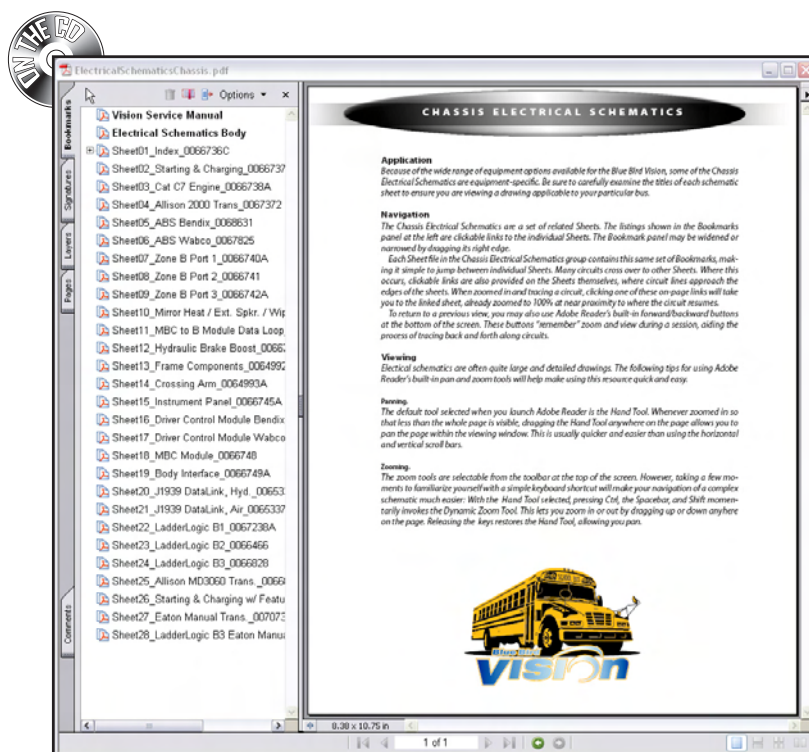 ON THE CD
ElectricalSchematicsChassis.pdf
Options
Bookmarks
Signatures
Layers
Pages
Comments
Vision Service Manual
Electrical Schematics Body
Sheet01_Index_0066736C
Sheet02_Starting & Charging_0066737
Sheet03_Cat C7 Engine_0066738A
Sheet04_Allison 2000 Trans_0067372
Sheet05_ABS Bendix_0068631
Sheet06_ABS Wabco_0067825
Sheet07_Zone B Port 1_0066740A
Sheet08_Zone B Port 2_0066741
Sheet09_Zone B Port 3_0066742A
Sheet10_Mirror Heat / Ext. Spkr. / Wip
Sheet11_MBC to B Module Data Loop_
Sheet12_Hydraulic Brake Boost_0066
Sheet13_Frame Components_0064992
Sheet14_Crossing Arm_0064993A
Sheet15_Instrument Panel_0066745A
Sheet16_Driver Control Module Bendix
Sheet17_Driver Control Module Wabco
Sheet18_MBC Module_0066748
Sheet19_Body Interface_0066749A
Sheet20_J1939 DataLink, Hyd._00653
Sheet21_J1939 DataLink, Air_0065337
Sheet22_LadderLogic B1_0067238A
Sheet23_LadderLogic B2_0066466
Sheet24_LadderLogic B3_0066828
Sheet25_Allison MD3060 Trans._0066
Sheet26_Starting & Charging w/ Featu
Sheet27_Eaton Manual Trans._007073
Sheet28_LadderLogic B3 Eaton Manua
CHASSIS ELECTRICAL SCHEMATICS
Application
Because of the wide range of equipment options available for the Blue Bird Vision, some of the Chassis
Electrical Schematics are equipment-specific. Be sure to carefully examine the titles of each schematic
sheet to ensure you are viewing a drawing applicable to your particular bus.
Navigation
The Chassis Electrical Schematics are a set of related Sheets. The listings shown in the Bookmarks
panel at the left are clickable links to the individual Sheets. The Bookmark panel may be widened or
narrowed by dragging its right edge.
Each Sheet file in the Chassis Electrical Schematics group contains this same set of Bookmarks, mak-
ing it simple to jump between individual Sheets. Many circuits cross over to other Sheets. Where this
occurs, clickable links are also provided on the Sheets themselves, where circuit lines approach the
edges of the sheets. When zoomed in and tracing a circuit, clicking one of these on-page links will take
you to the linked sheet, already zoomed to 100% at near proximity to where the circuit resumes.
To return to a previous view, you may also use Adobe Reader's built-in forward/backward buttons
at the bottom of the screen. These buttons "remember" zoom and view during a session, aiding the
process of tracing back and forth along circuits.
Viewing
Electical schematics are often quite large and detailed drawings. The following tips for using Adobe
Reader's built-in pan and zoom tools will help make using this resource quick and easy.
Panning.
The default tool selected when you launch Adobe Reader is the Hand Tool. Whenever zoomed in so
that less than the whole page is visible, dragging the Hand Tool anywhere on the page allows you to
pan the page within the viewing window. This is usually quicker and easier than using the horizontal
and vertical scroll bars.
Zooming.
The zoom tools are selectable from the toolbar at the top of the screen. However, taking a few mo-
ments to familiarize yourself with a simple keyboard shortcut will make your navigation of a complex
schematic much easier: With the Hand Tool selected, pressing Ctrl, the Spacebar, and Shift momen-
tarily invokes the Dynamic Zoom Tool. This lets you zoom in or out by dragging up or down anyhere
on the page. Releasing the keys restores the Hand Tool, allowing you pan.
Blue Bird
VISION
8.38 x 10.75 in
1 of 1